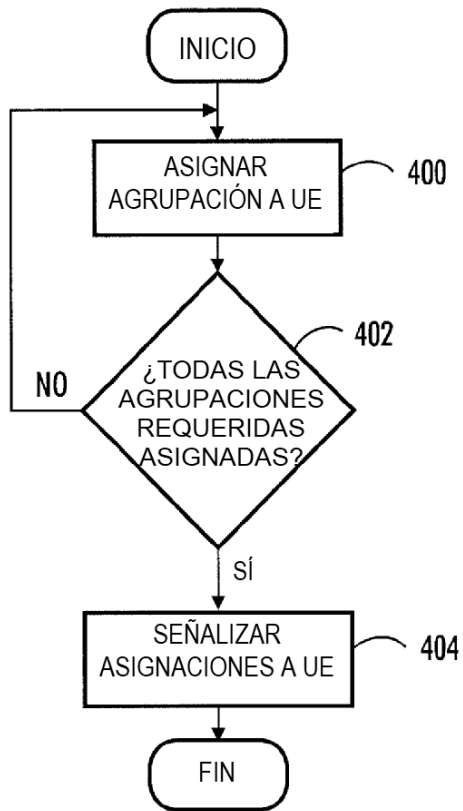 INICIO
ASIGNAR
AGRUPACIÓN A UE
400
402
¿TODAS LAS
AGRUPACIONES
REQUERIDAS
ASIGNADAS?
NO
SÍ
SEÑALIZAR
ASIGNACIONES A UE
404
FIN